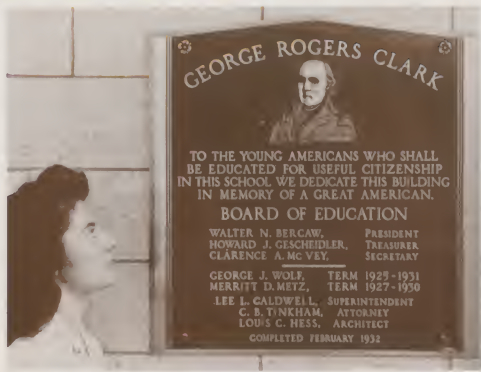 GEORGE ROGERS CLARK
TO THE YOUNG AMERICANS WHO SHALL
BE EDUCATED FOR USEFUL CITIZENSHIP
IN THIS SCHOOL WE DEDICATE THIS BUILDING
IN MEMORY OF A GREAT AMERICAN.
BOARD OF EDUCATION
WALTER N. BERGAW, PRESIDENT
HOWARD J. GESCHEIDLER, TREASURER
CLARENCE A. MC VEY, SECRETARY
GEORGE J. WOLF, TERM 1925-1931
MERRITT D. METZ, TERM 1927-1930
LEE L. CALDWELL, SUPERINTENDENT
C. B. TINKHAM, ATTORNEY
LOUIS C. HESS, ARCHITECT
COMPLETED FEBRUARY 1932